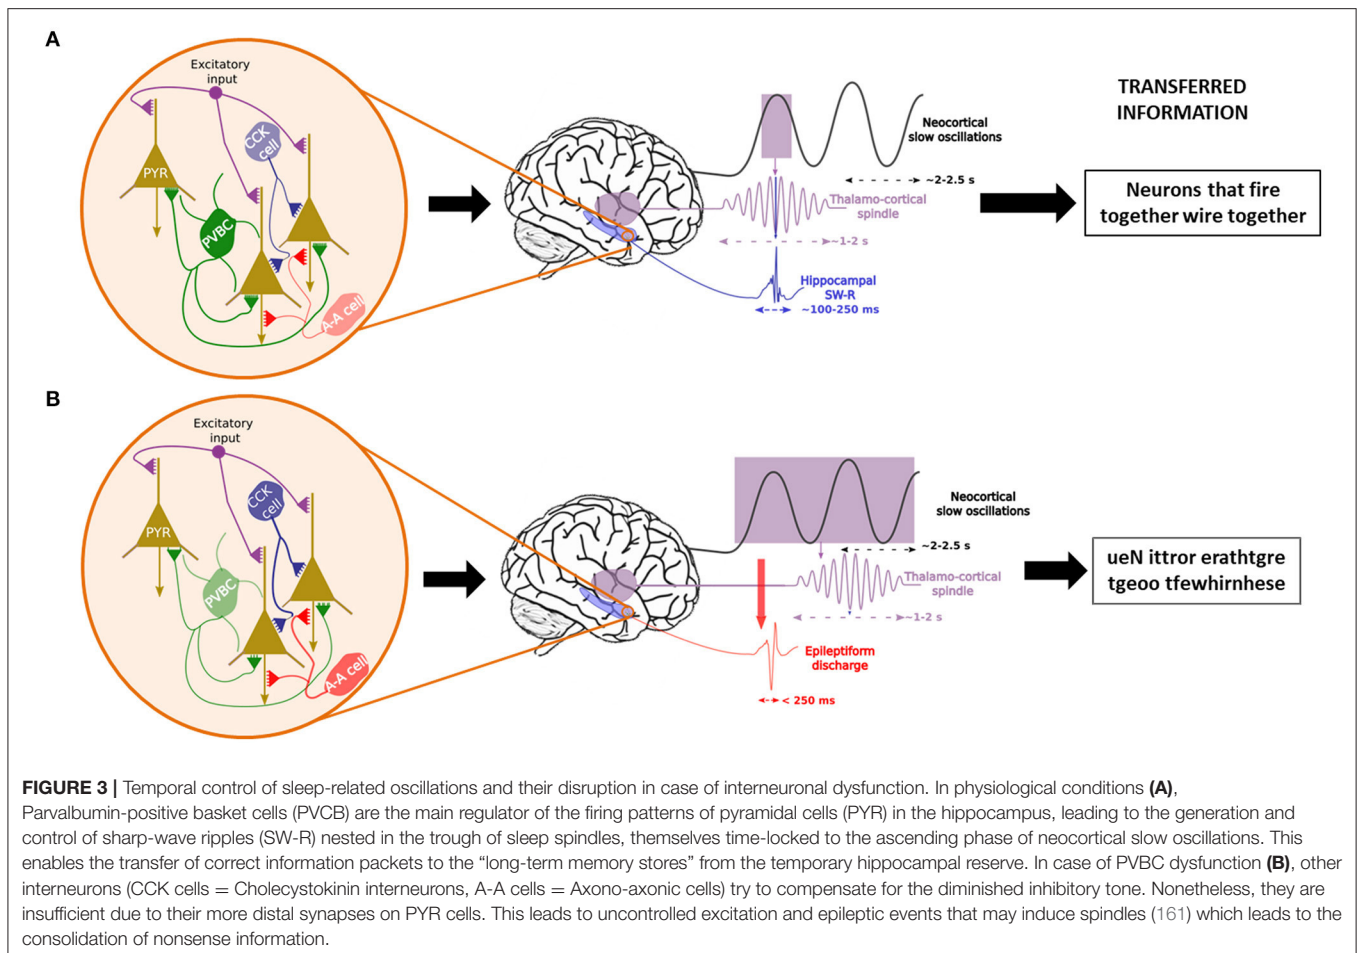 A
Excitatory
input
CCK
cell
PYR
PVBC
A-A cell
Neocortical
slow oscillations
~2-2.5 s
Thalamo-cortical
spindle
~1-2 s
Hippocampal
SW-R
~100-250 ms
TRANSFERRED
INFORMATION
Neurons that fire
together wire together
B
Excitatory
input
CCK
cell
PYR
PVBC
A-A cell
Neocortical
slow oscillations
~2-2.5 s
Thalamo-cortical
spindle
~1-2 s
Epileptiform
discharge
< 250 ms
ueN ittror erathtgre
tgeoo tfewhirnhese
FIGURE 3 | Temporal control of sleep-related oscillations and their disruption in case of interneuronal dysfunction. In physiological conditions (A),
Parvalbumin-positive basket cells (PVCB) are the main regulator of the firing patterns of pyramidal cells (PYR) in the hippocampus, leading to the generation and
control of sharp-wave ripples (SW-R) nested in the trough of sleep spindles, themselves time-locked to the ascending phase of neocortical slow oscillations. This
enables the transfer of correct information packets to the “long-term memory stores” from the temporary hippocampal reserve. In case of PVBC dysfunction (B), other
interneurons (CCK cells = Cholecystokinin interneurons, A-A cells = Axono-axonic cells) try to compensate for the diminished inhibitory tone. Nonetheless, they are
insufficient due to their more distal synapses on PYR cells. This leads to uncontrolled excitation and epileptic events that may induce spindles (161) which leads to the
consolidation of nonsense information.